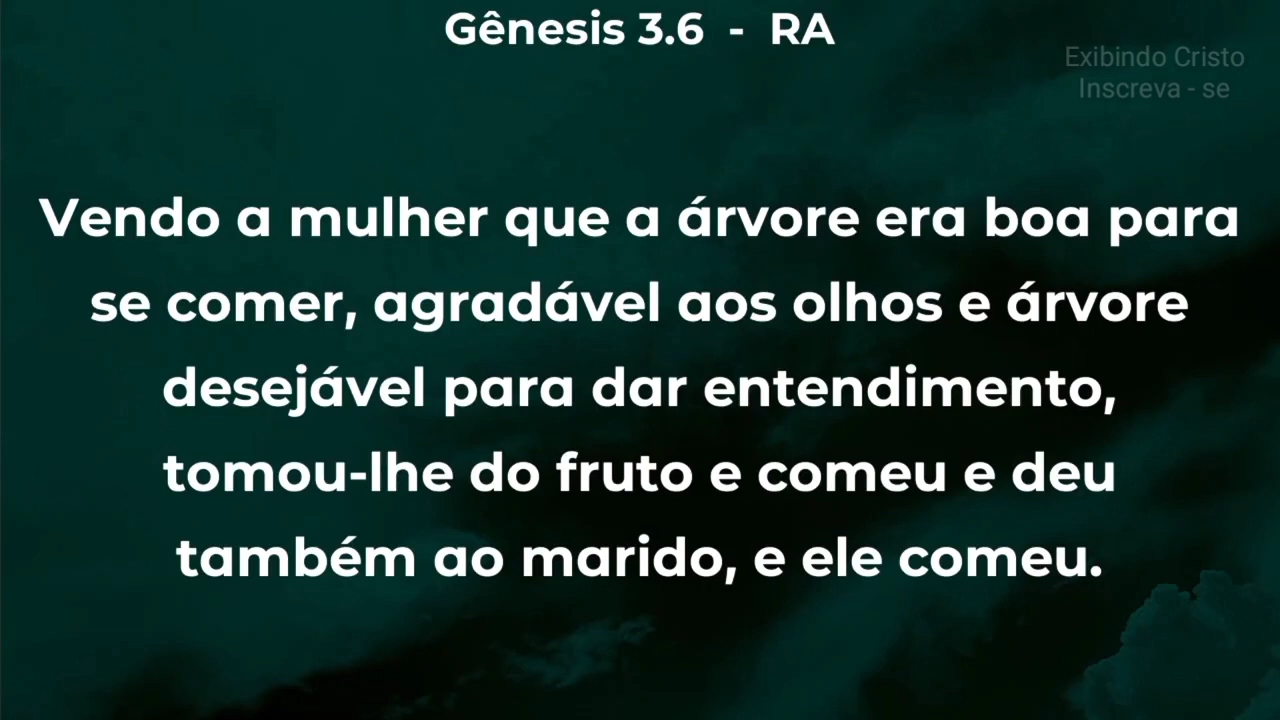 Gênesis 3.6 - RA
Exibindo Cristo
Inscreva - se
Vendo a mulher que a árvore era boa para
se comer, agradável aos olhos e árvore
desejável para dar entendimento,
tomou-lhe do fruto e comeu e deu
também ao marido, e ele comeu.